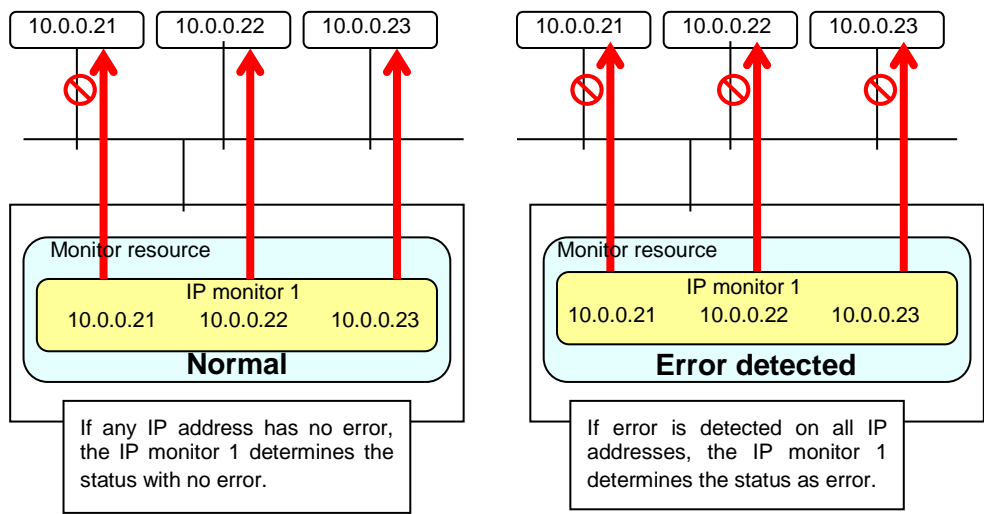 10.0.0.21 10.0.0.22 10.0.0.23
Monitor resource
IP monitor 1
10.0.0.21 10.0.0.22 10.0.0.23
Normal
If any IP address has no error,
the IP monitor 1 determines the
status with no error.
10.0.0.21 10.0.0.22 10.0.0.23
Monitor resource
IP monitor 1
10.0.0.21 10.0.0.22 10.0.0.23
Error detected
If error is detected on all IP
addresses, the IP monitor 1
determines the status as error.